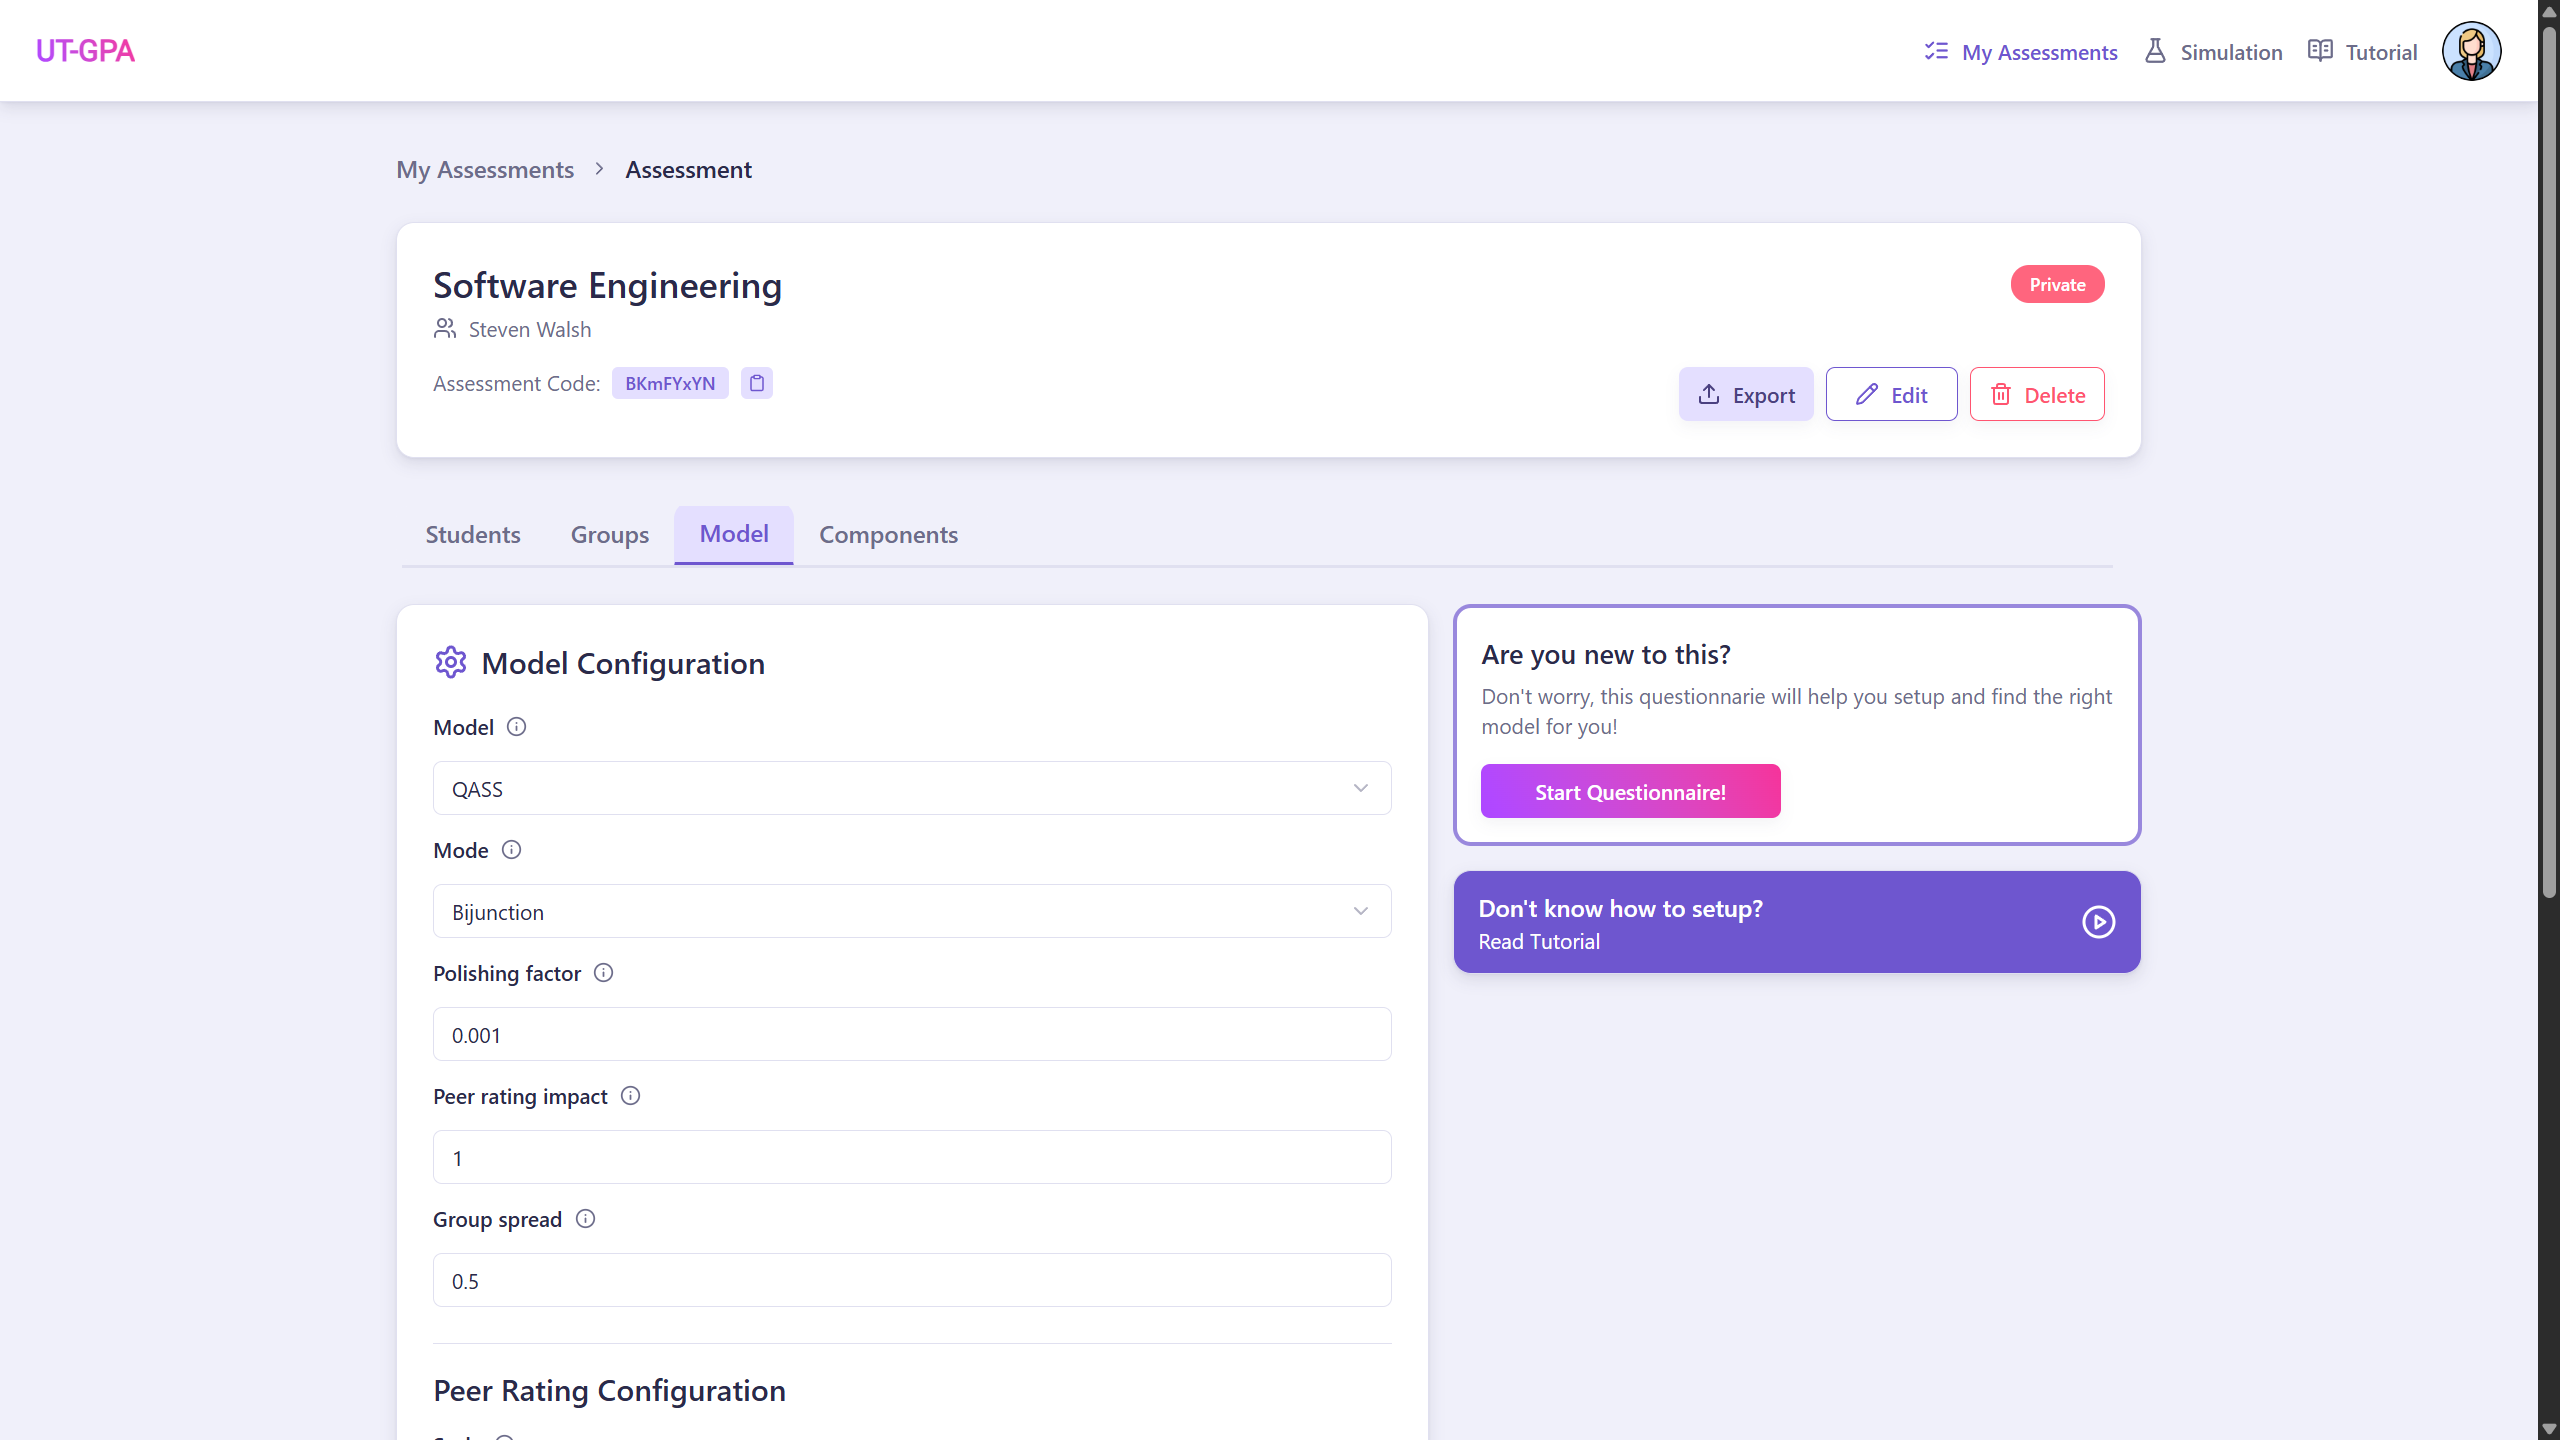 UT-GPA
My Assessments
Simulation
Tutorial
My Assessments > Assessment
Software Engineering
Private
Steven Walsh
Assessment Code: BKmFYxYN
Export
Edit
Delete
Students
Groups
Model
Components
Model Configuration
Model
QASS
Mode
Bijunction
Polishing factor
0.001
Peer rating impact
1
Group spread
0.5
Peer Rating Configuration
Are you new to this?
Don't worry, this questionnarie will help you setup and find the right
model for you!
Start Questionnaire!
Don't know how to setup?
Read Tutorial